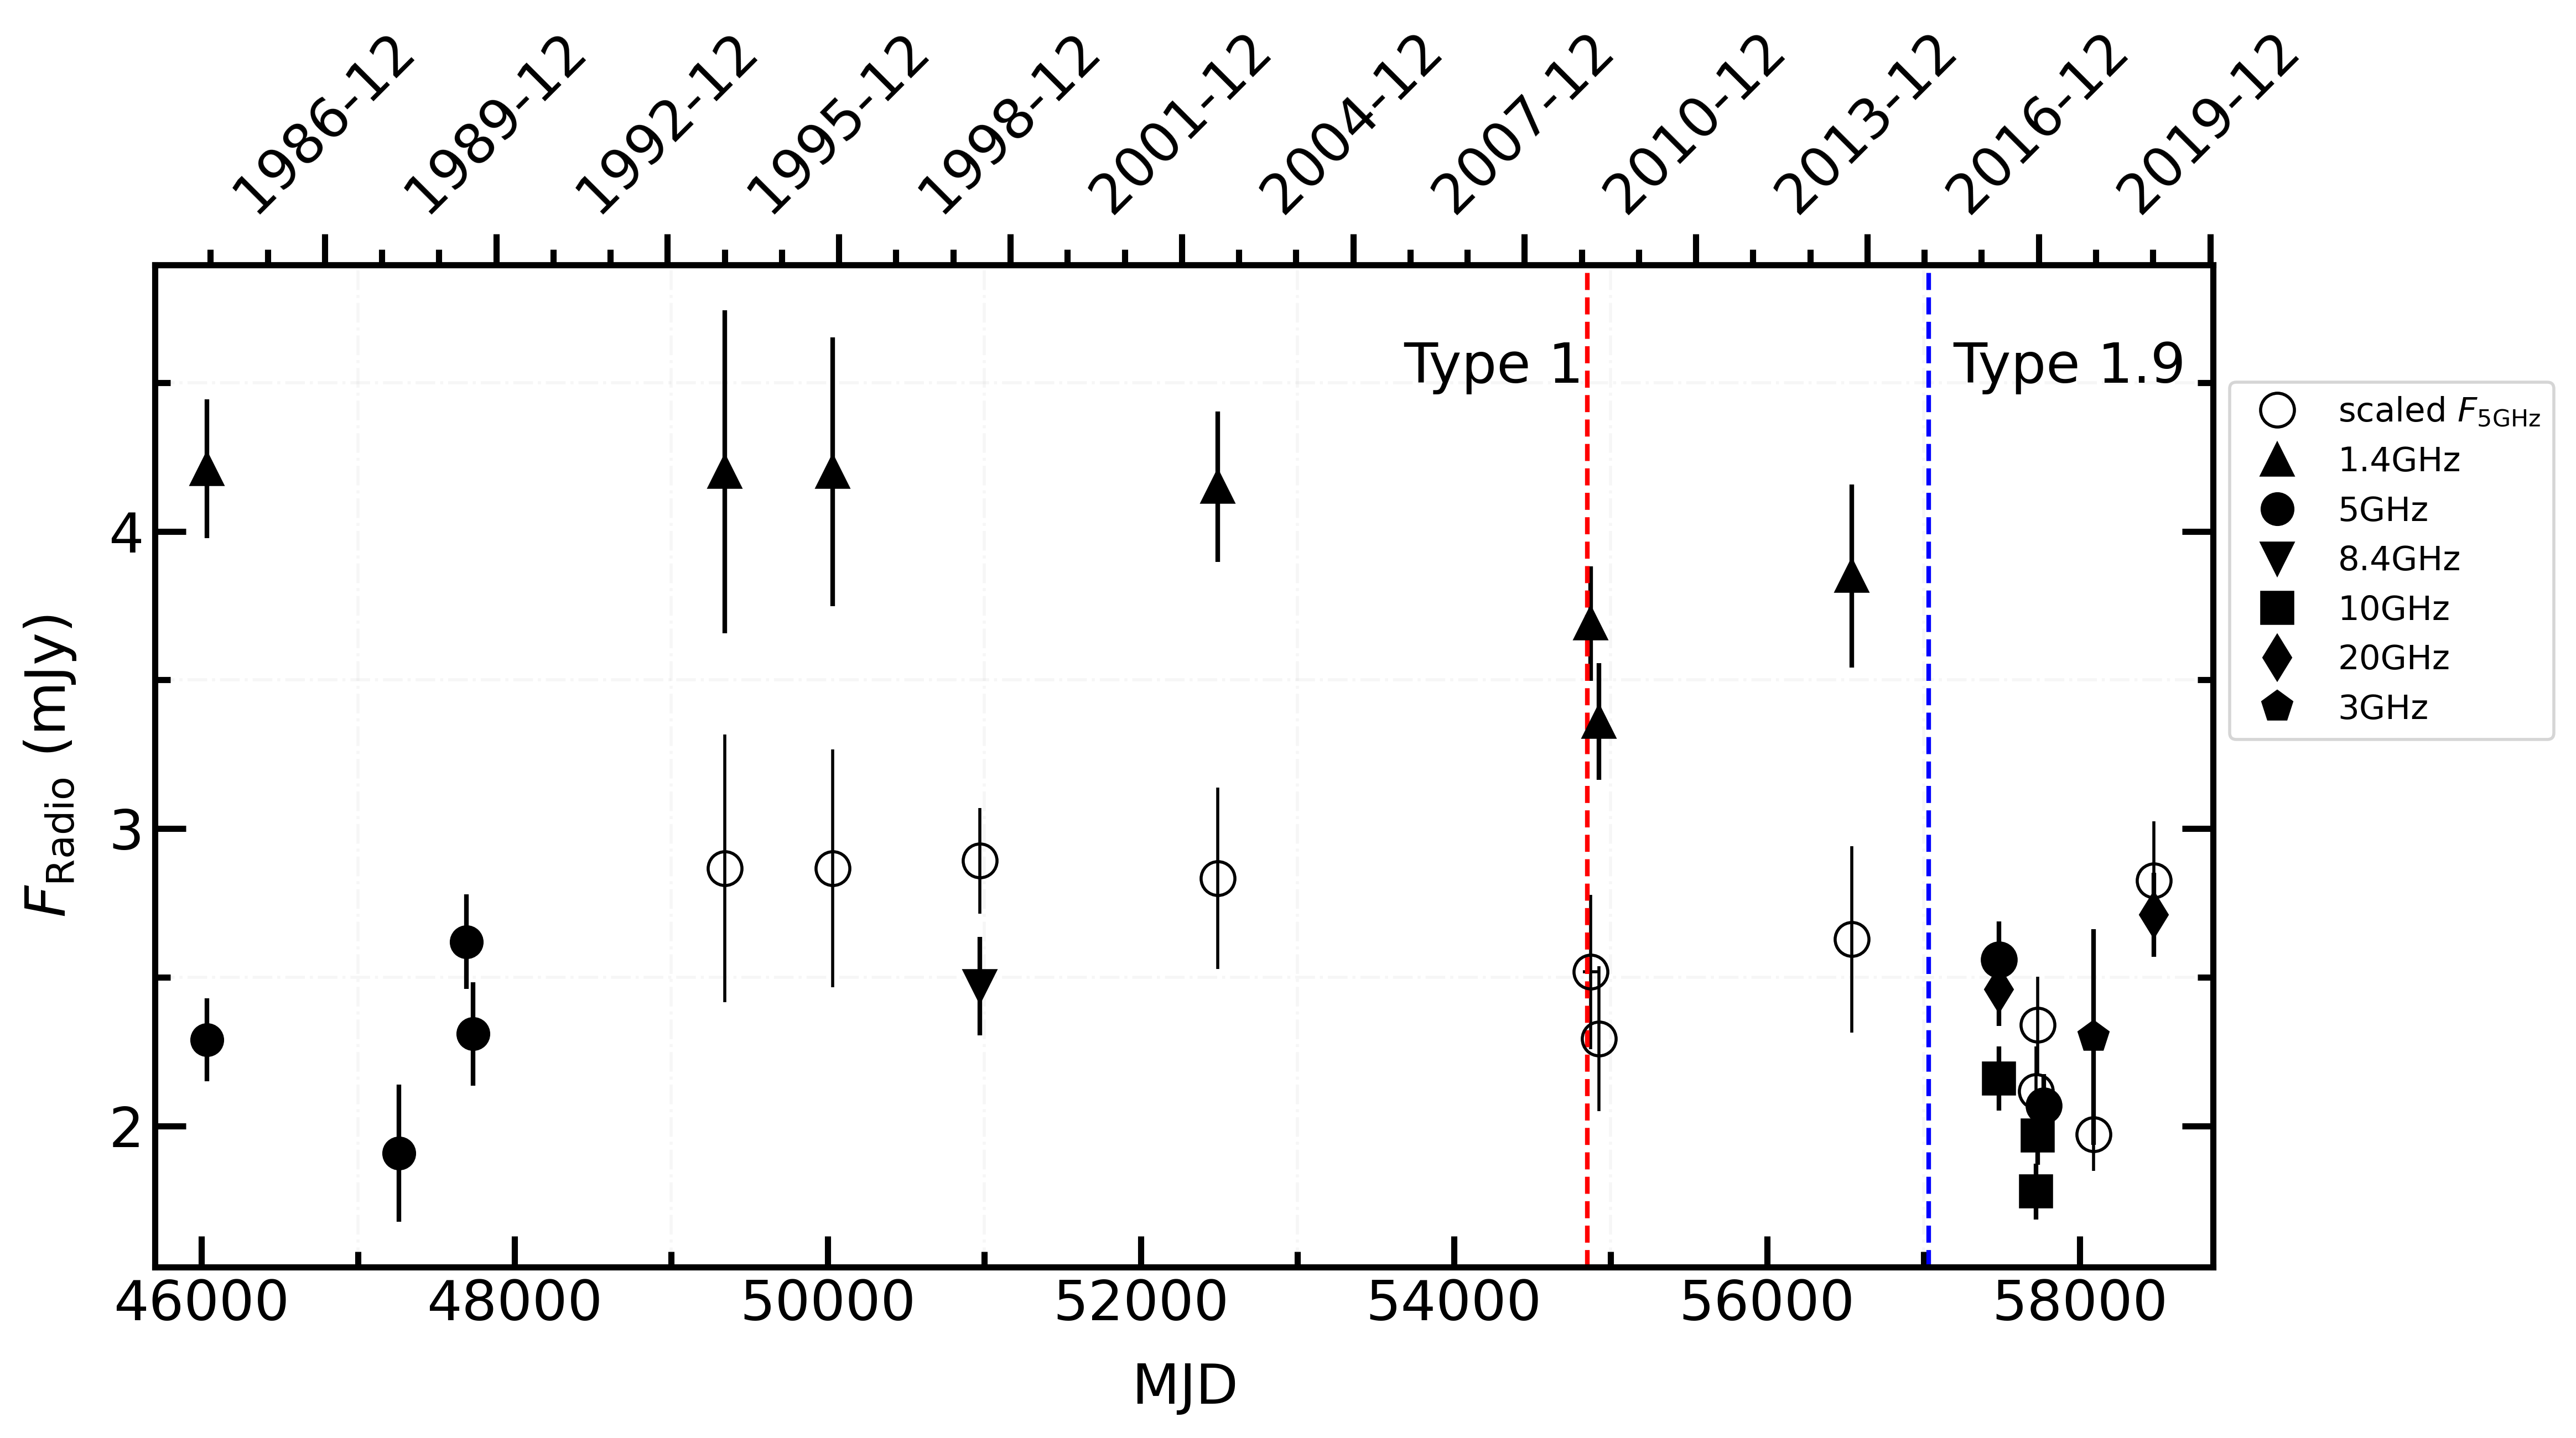 1986-12
1989-12
1992-12
1995-12
1998-12
2001-12
2004-12
2007-12
2010-12
2013-12
2016-12
2019-12
Type 1
Type 1.9
4
3
2
F_Radio (mJy)
46000
48000
50000
52000
54000
56000
58000
MJD
scaled F_5GHz
1.4GHz
5GHz
8.4GHz
10GHz
20GHz
3GHz